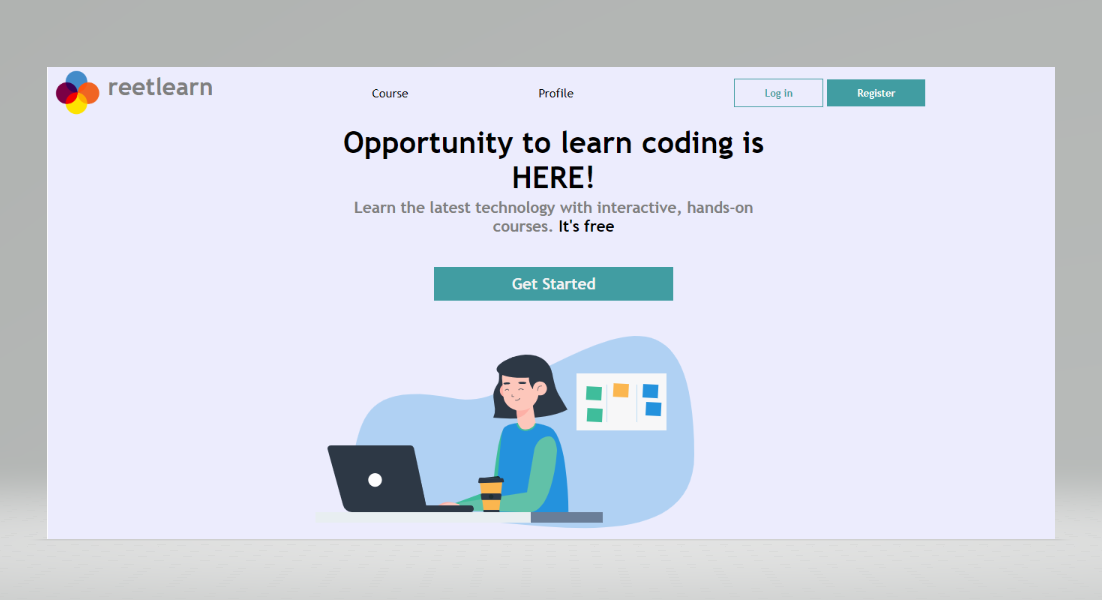 reetlearn
Course
Profile
Log in
Register
Opportunity to learn coding is
HERE!
Learn the latest technology with interactive, hands-on
courses. It's free
Get Started